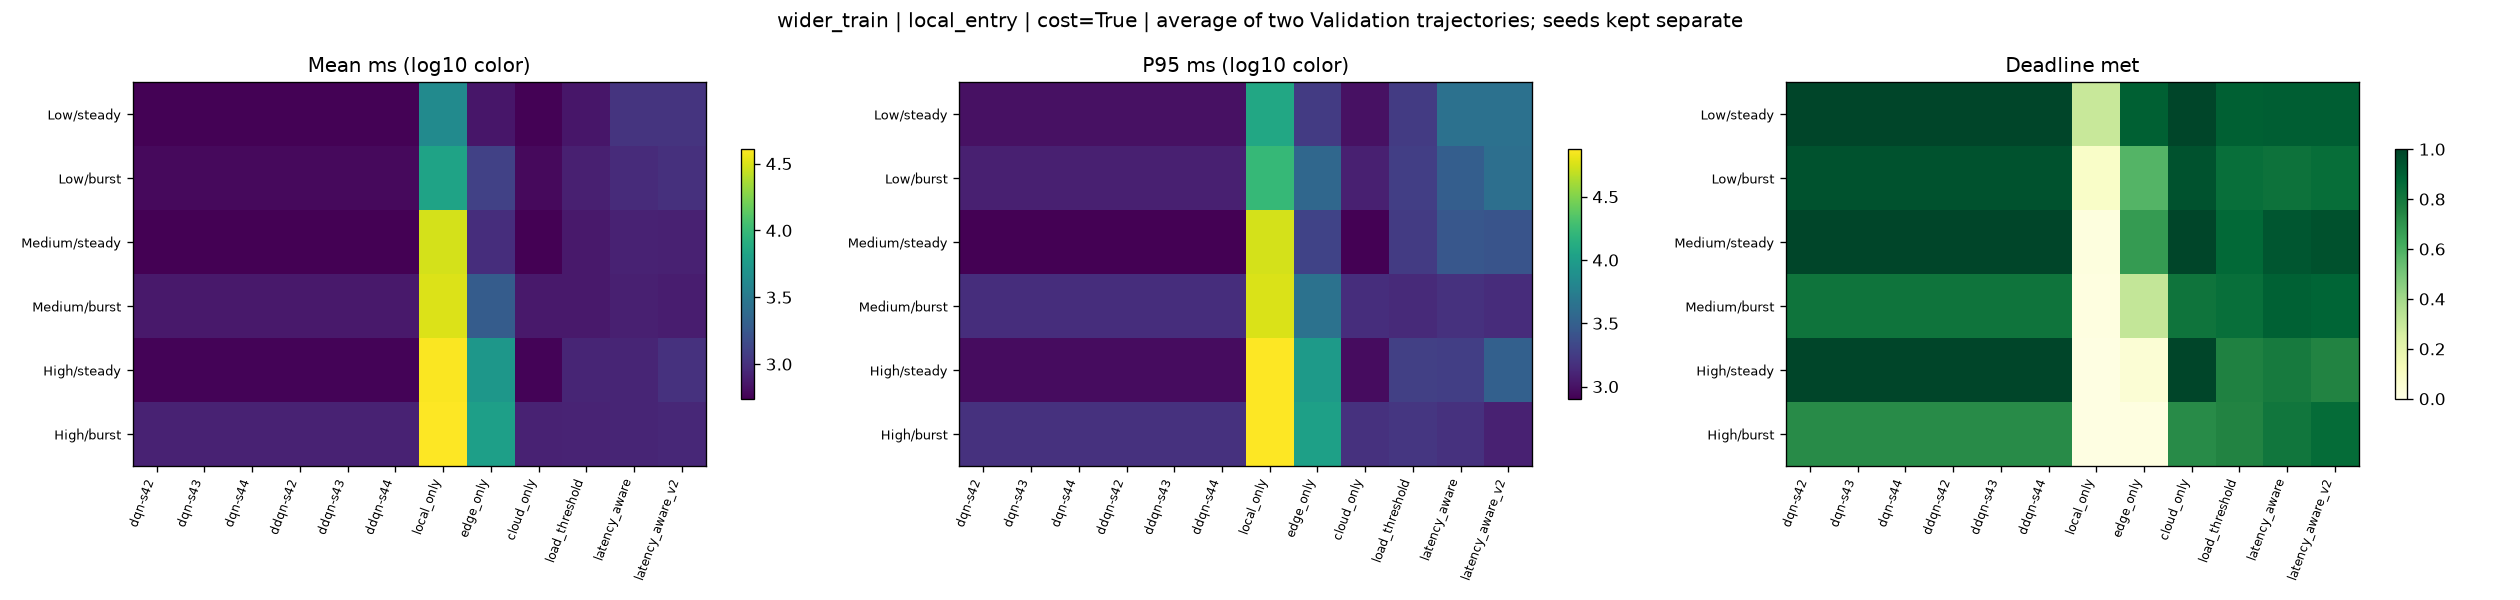 wider_train | local_entry | cost=True | average of two Validation trajectories; seeds kept separate
Mean ms (log10 color)
Low/steady
Low/burst
Medium/steady
Medium/burst
High/steady
High/burst
dqn-s42
dqn-s43
dqn-s44
ddqn-s42
ddqn-s43
ddqn-s44
local_only
edge_only
cloud_only
load_threshold
latency_aware
latency_aware_v2
4.5
4.0
3.5
3.0
P95 ms (log10 color)
Low/steady
Low/burst
Medium/steady
Medium/burst
High/steady
High/burst
dqn-s42
dqn-s43
dqn-s44
ddqn-s42
ddqn-s43
ddqn-s44
local_only
edge_only
cloud_only
load_threshold
latency_aware
latency_aware_v2
4.5
4.0
3.5
3.0
Deadline met
Low/steady
Low/burst
Medium/steady
Medium/burst
High/steady
High/burst
dqn-s42
dqn-s43
dqn-s44
ddqn-s42
ddqn-s43
ddqn-s44
local_only
edge_only
cloud_only
load_threshold
latency_aware
latency_aware_v2
1.0
0.8
0.6
0.4
0.2
0.0